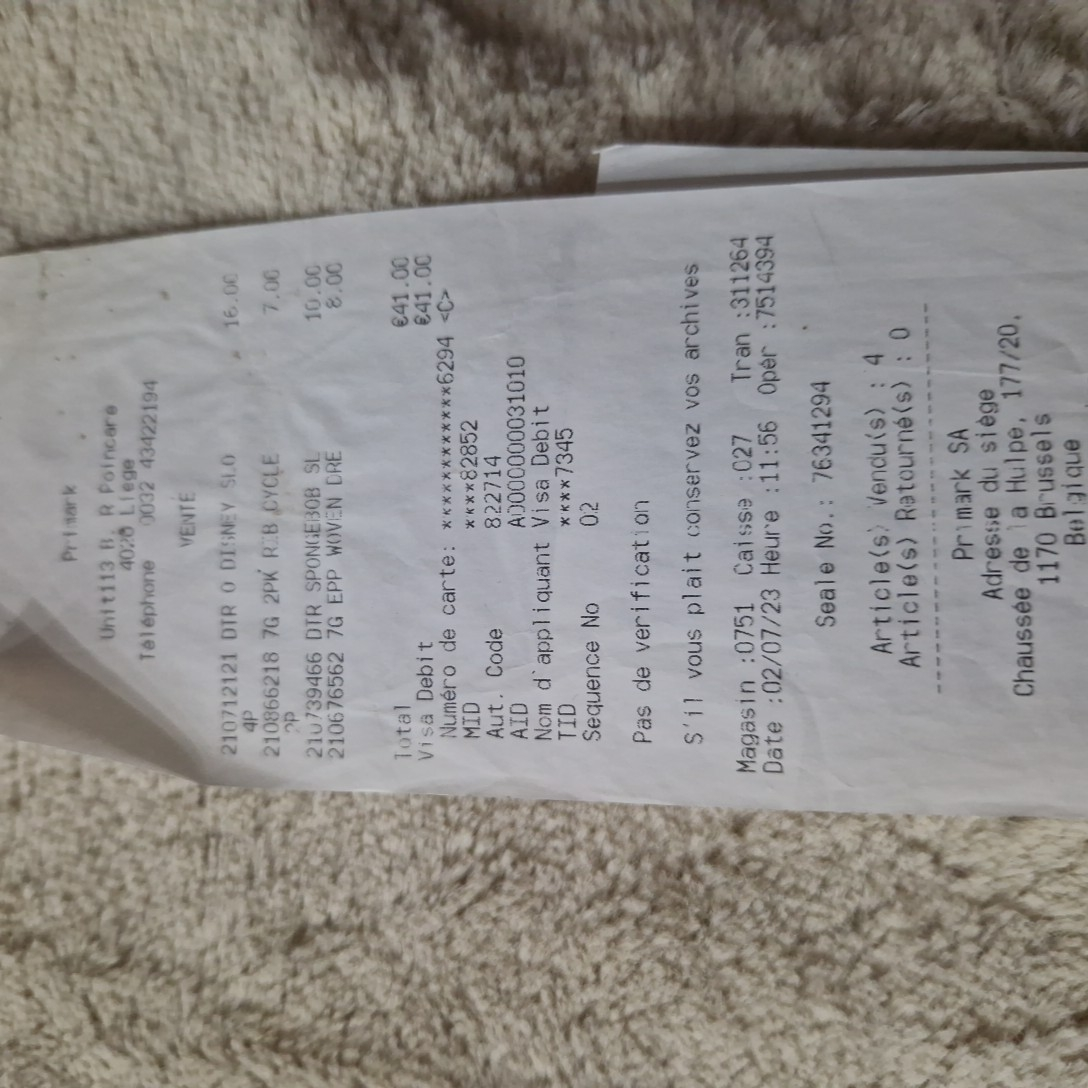 Primark
Unit113 B, R Poincare
4020 Liege
Téléphone 0032 43422194
VENTE
210712121 DTR O DISNEY SLO 16.00
4P
210866218 7G 2PK RIB CYCLE 7.00
2P
210739466 DTR SPONGEBOB SL 10.00
210676562 7G EPP WOVEN DRE 8.00
Total €41.00
Visa Debit €41.00
Numéro de carte: ************6294 <C>
MID ****82852
Aut. Code 822714
AID A0000000031010
Nom d'appliquant Visa Debit
TID ****7345
Sequence No 02
Pas de verification
S'il vous plait conservez vos archives
Magasin :0751 Caisse :027 Tran :311264
Date :02/07/23 Heure :11:56 Opér :7514394
Seale No.: 76341294
Article(s) Vendu(s) : 4
Article(s) Retourné(s) : 0
Primark SA
Adresse du siège
Chaussée de la Hulpe, 177/20,
1170 Brussels
Belgique